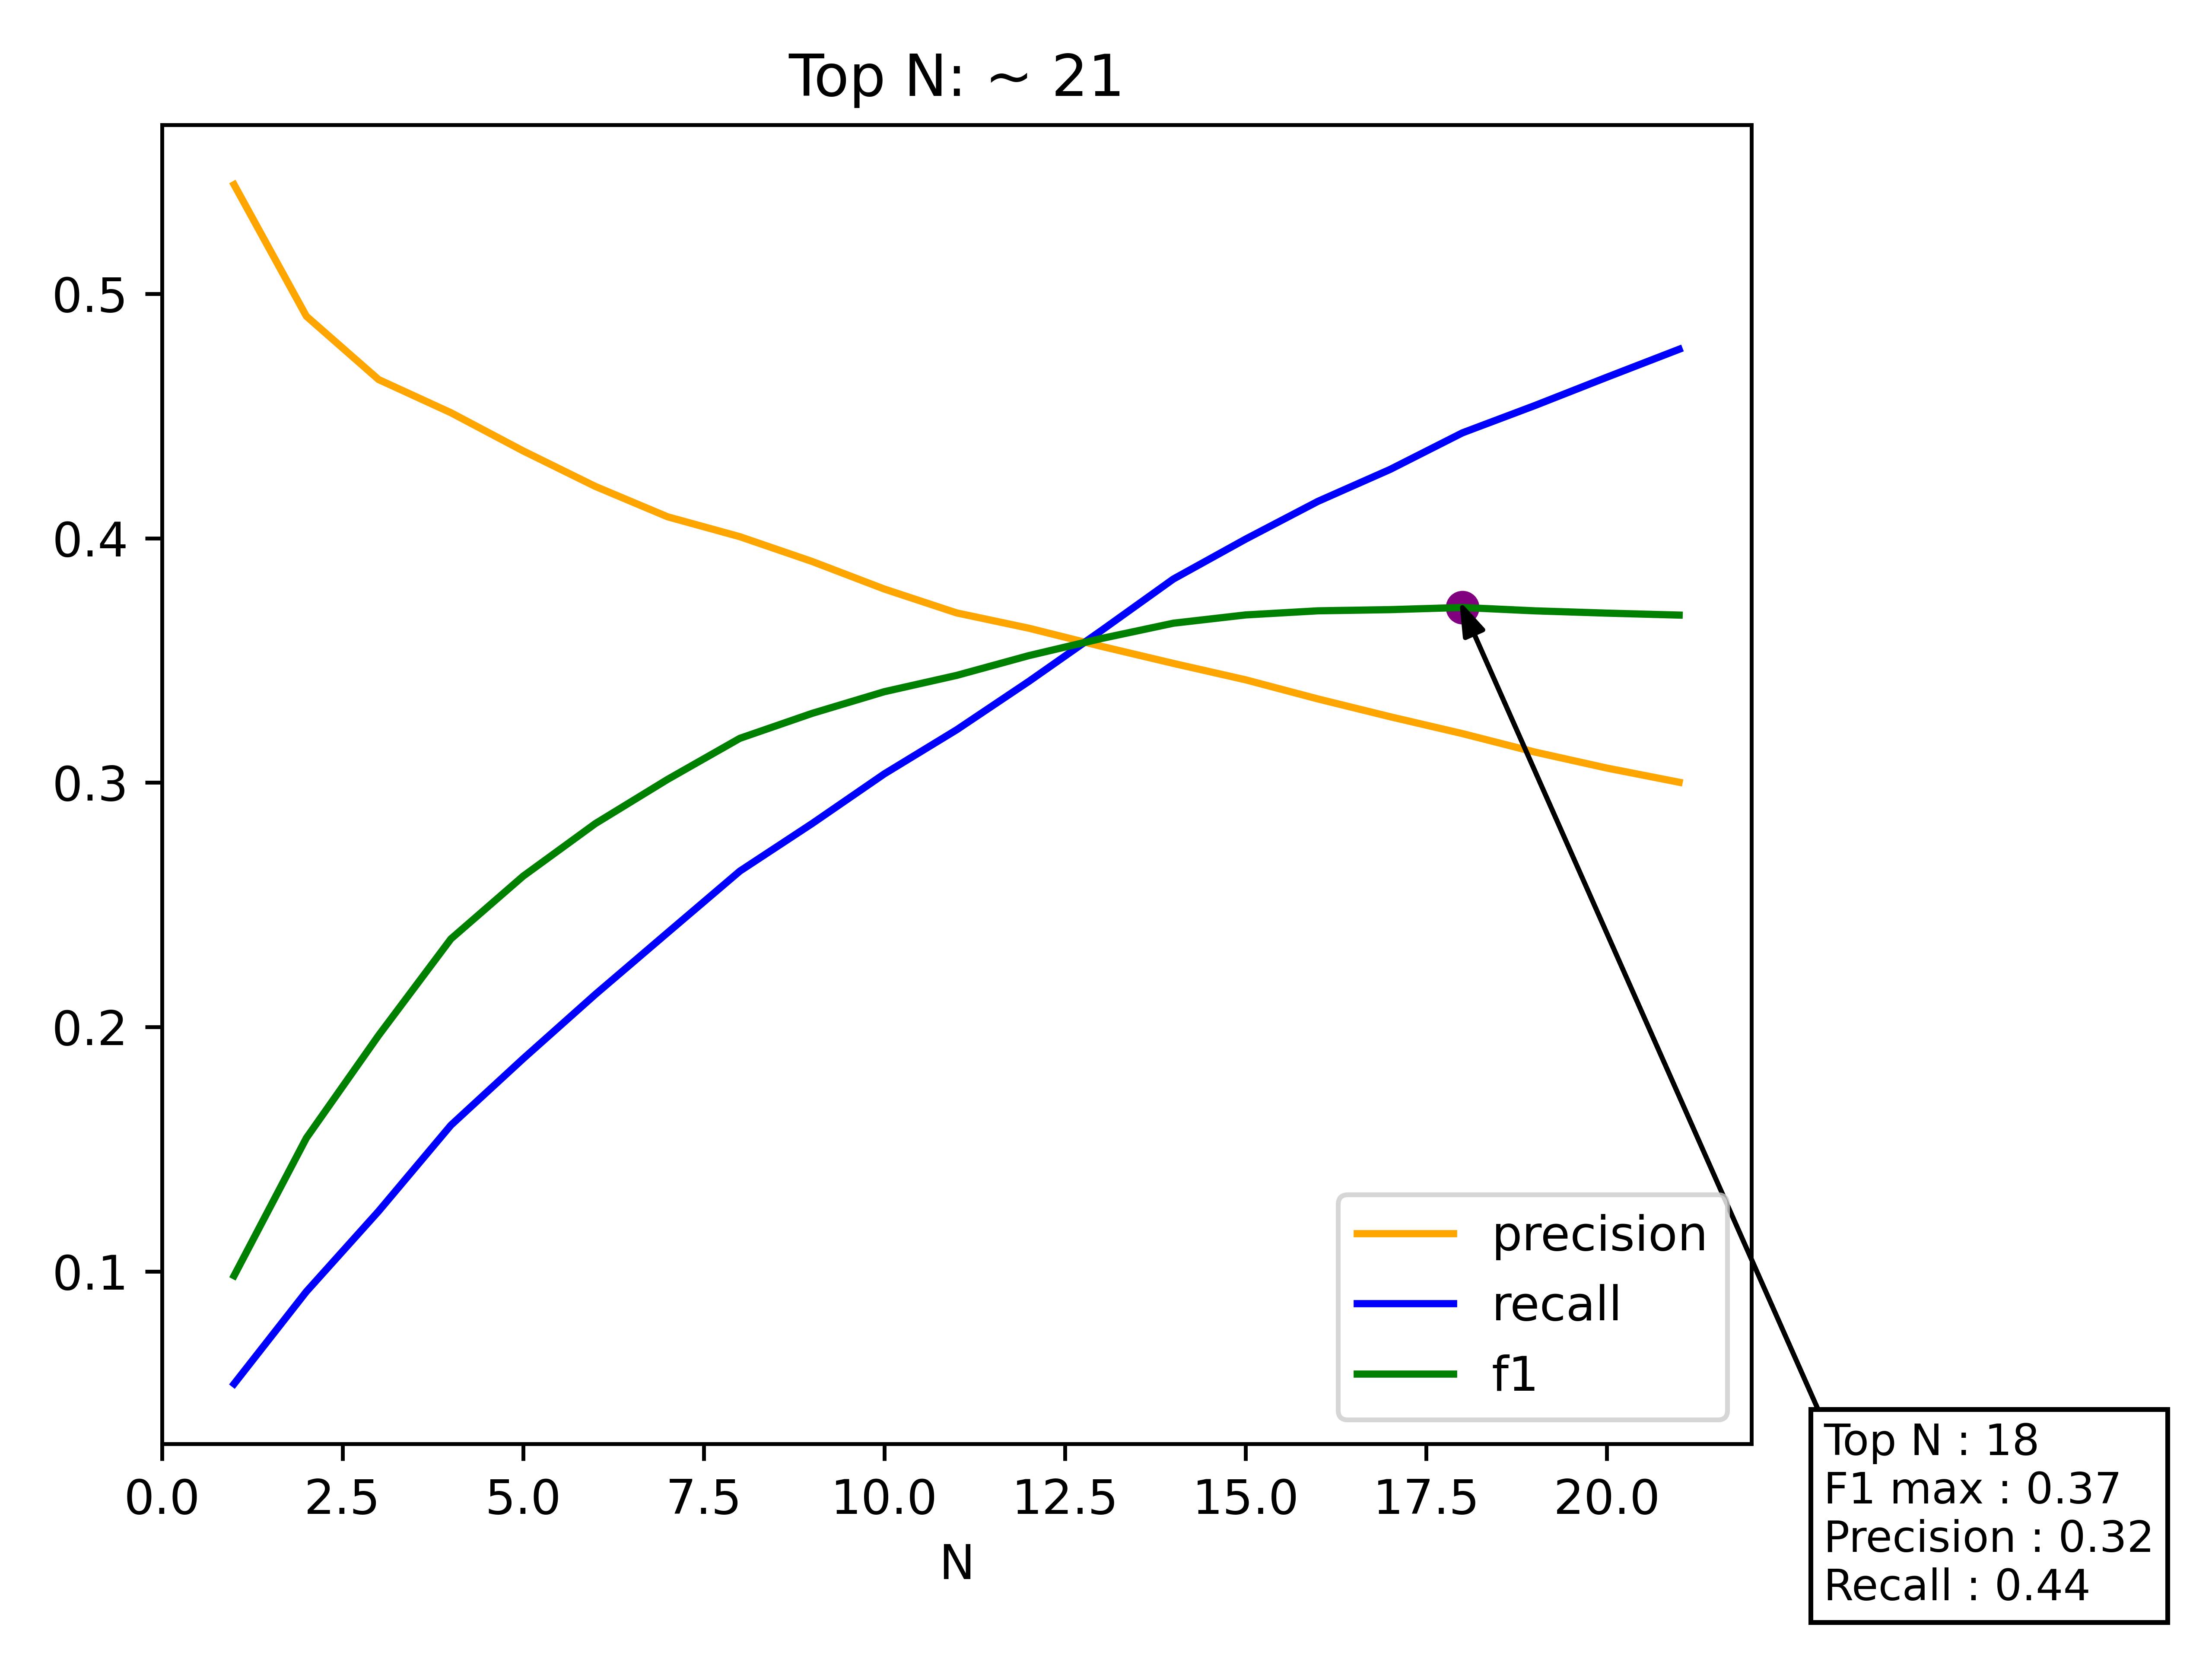 Top N: ~ 21
0.5
0.4
0.3
0.2
0.1
0.0 2.5 5.0 7.5 10.0 12.5 15.0 17.5 20.0
N
precision
recall
f1
Top N : 18
F1 max : 0.37
Precision : 0.32
Recall : 0.44